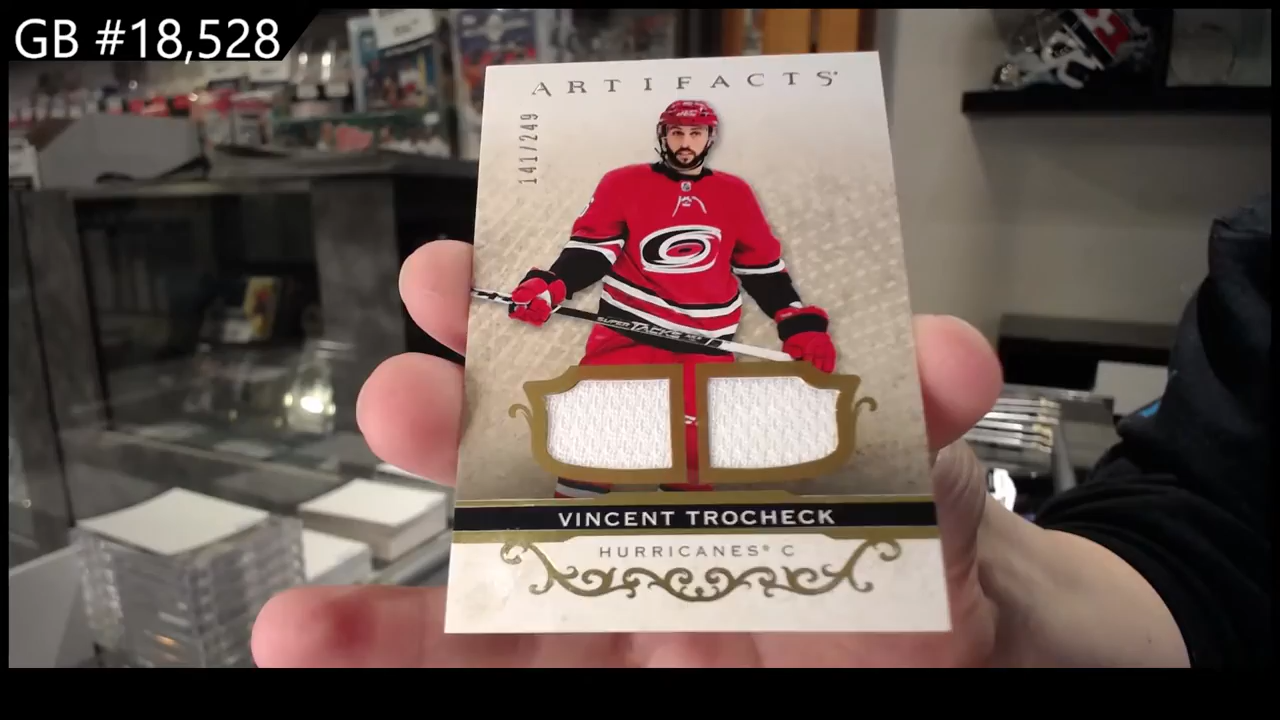 GB #18,528
ARTIFACTS
141/249
SUPER TACKS
VINCENT TROCHECK
HURRICANES® C